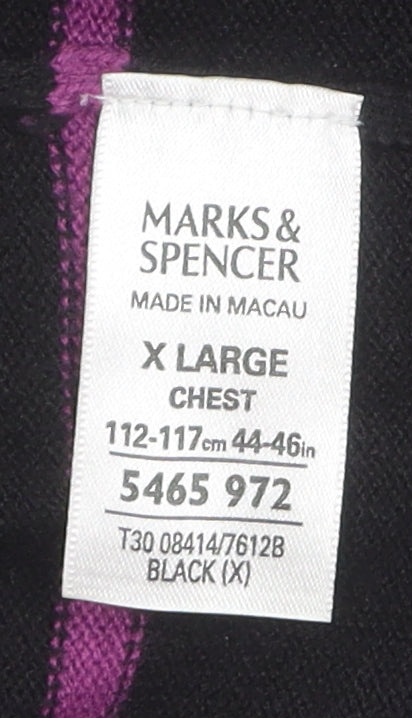 MARKS &
SPENCER
MADE IN MACAU
X LARGE
CHEST
112-117cm 44-46in
5465 972
T30 08414/7612B
BLACK (X)